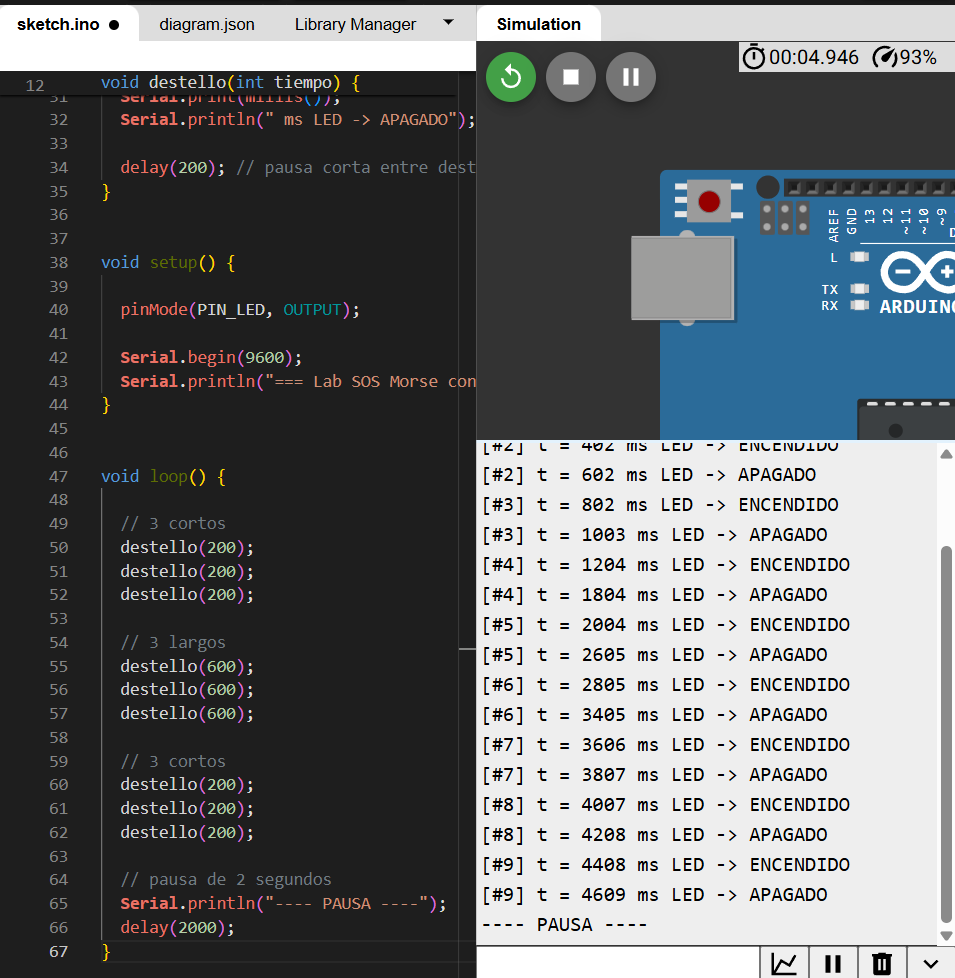 sketch.ino ● diagram.json Library Manager
12 void destello(int tiempo) {
31 Serial.print(millis());
32 Serial.println(" ms LED -> APAGADO");
33
34 delay(200); // pausa corta entre dest
35 }
36
37
38 void setup() {
39
40 pinMode(PIN_LED, OUTPUT);
41
42 Serial.begin(9600);
43 Serial.println("=== Lab SOS Morse con
44 }
45
46
47 void loop() {
48
49 // 3 cortos
50 destello(200);
51 destello(200);
52 destello(200);
53
54 // 3 largos
55 destello(600);
56 destello(600);
57 destello(600);
58
59 // 3 cortos
60 destello(200);
61 destello(200);
62 destello(200);
63
64 // pausa de 2 segundos
65 Serial.println("---- PAUSA ----");
66 delay(2000);
67 }
Simulation
00:04.946 93%
AREF
GND
13
12
~11
~10
~9
D
L
TX
RX
ARDUINO
[#2] t = 402 ms LED -> ENCENDIDO
[#2] t = 602 ms LED -> APAGADO
[#3] t = 802 ms LED -> ENCENDIDO
[#3] t = 1003 ms LED -> APAGADO
[#4] t = 1204 ms LED -> ENCENDIDO
[#4] t = 1804 ms LED -> APAGADO
[#5] t = 2004 ms LED -> ENCENDIDO
[#5] t = 2605 ms LED -> APAGADO
[#6] t = 2805 ms LED -> ENCENDIDO
[#6] t = 3405 ms LED -> APAGADO
[#7] t = 3606 ms LED -> ENCENDIDO
[#7] t = 3807 ms LED -> APAGADO
[#8] t = 4007 ms LED -> ENCENDIDO
[#8] t = 4208 ms LED -> APAGADO
[#9] t = 4408 ms LED -> ENCENDIDO
[#9] t = 4609 ms LED -> APAGADO
---- PAUSA ----